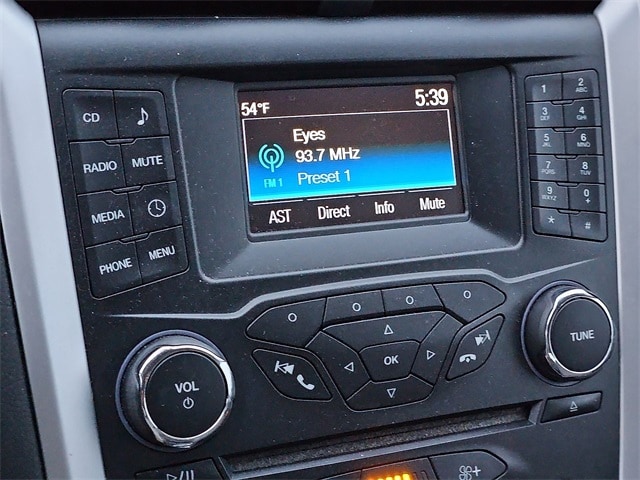 54°F 5:39
Eyes
93.7 MHz
FM 1 Preset 1
AST Direct Info Mute
CD
RADIO MUTE
MEDIA
PHONE MENU
1 2 ABC
3 DEF 4 GHI
5 JKL 6 MNO
7 PQRS 8 TUV
9 WXYZ 0 +
* #
OK
VOL
TUNE